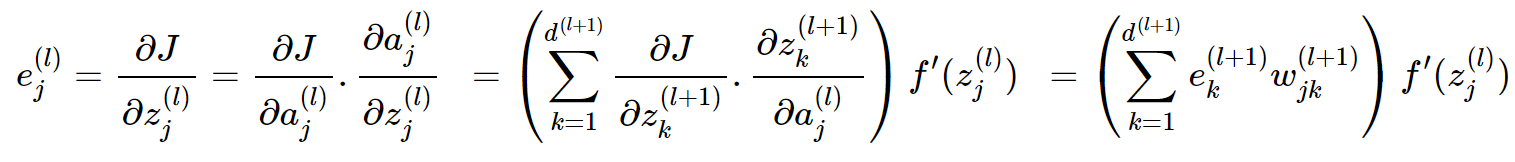 $e_j^{(l)} = \frac{\partial J}{\partial z_j^{(l)}} = \frac{\partial J}{\partial a_j^{(l)}} . \frac{\partial a_j^{(l)}}{\partial z_j^{(l)}} = \left( \sum_{k=1}^{d^{(l+1)}} \frac{\partial J}{\partial z_k^{(l+1)}} . \frac{\partial z_k^{(l+1)}}{\partial a_j^{(l)}} \right) f'(z_j^{(l)}) = \left( \sum_{k=1}^{d^{(l+1)}} e_k^{(l+1)} w_{jk}^{(l+1)} \right) f'(z_j^{(l)})$